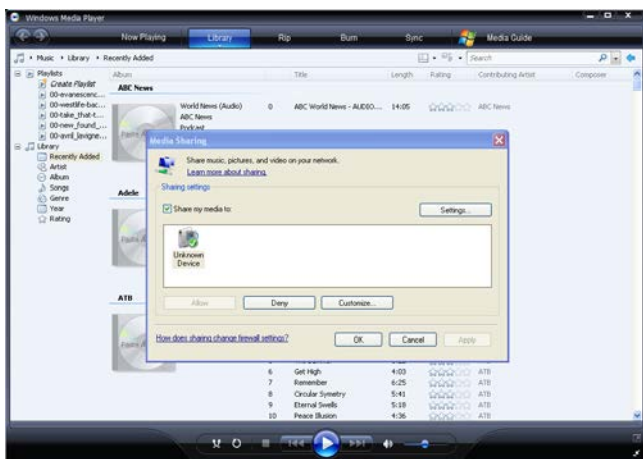 Windows Media Player
Now Playing Library Rip Burn Sync Media Guide
Music Library Recently Added Search
Playlists Album Title Length Rating Contributing Artist Composer
Create Playlist ABC News
00-evanescenc...
00-westlife-bac... World News (Audio) 0 ABC World News - AUDIO... 14:05 ABC News
00-take_that-t... ABC News
00-new_found_... Podcast
00-avril_lavigne...
Library Media Sharing
Recently Added Share music, pictures, and video on your network.
Artist Learn more about sharing.
Album
Songs Adele Sharing settings
Genre
Year Share my media to: Settings...
Rating
Unknown
Device
ATB
Allow Deny Customize...
How does sharing change firewall settings? OK Cancel Apply
6 Get High 4:03 ATB
7 Remember 6:25 ATB
8 Circular Symetry 5:41 ATB
9 Eternal Swells 5:18 ATB
10 Peace Illusion 4:36 ATB